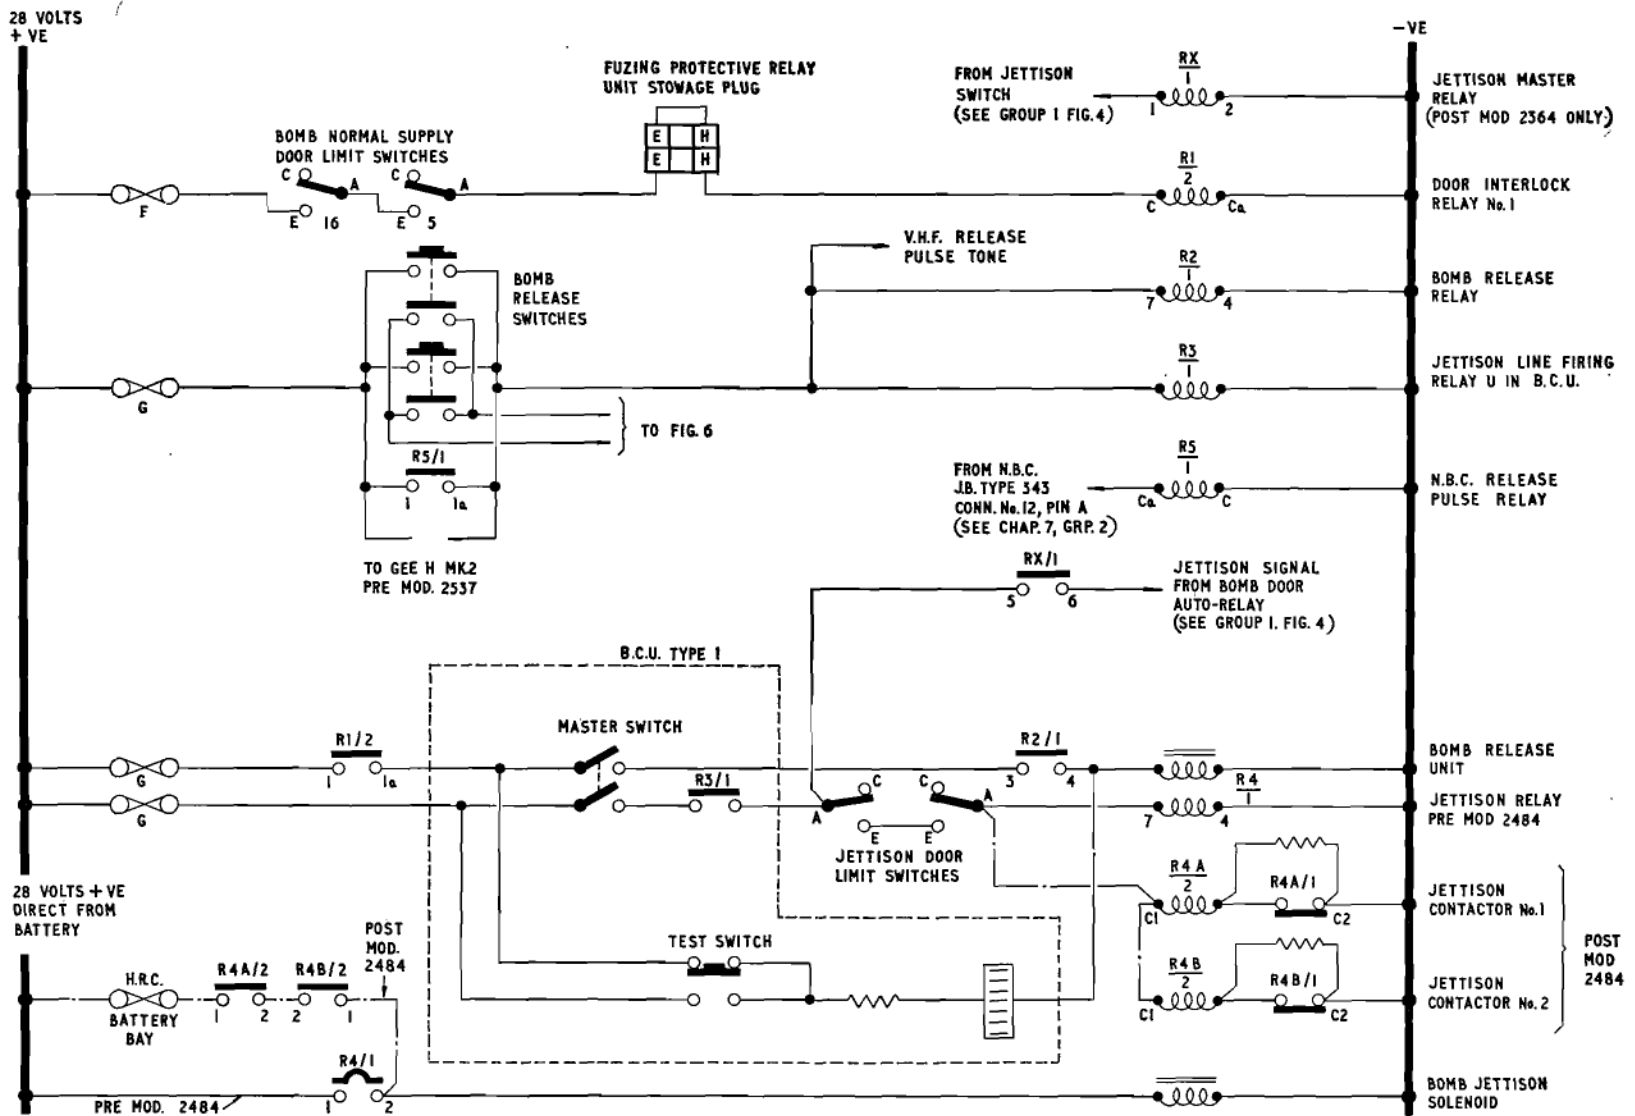 28 VOLTS
+ VE
- VE
FUZING PROTECTIVE RELAY
UNIT STOWAGE PLUG
E H
E H
FROM JETTISON
SWITCH
(SEE GROUP 1 FIG. 4)
RX
1
1 2
JETTISON MASTER
RELAY
(POST MOD 2364 ONLY)
BOMB NORMAL SUPPLY
DOOR LIMIT SWITCHES
C A C A
F
E 16 E 5
R1
2
C Ca
DOOR INTERLOCK
RELAY No.1
V.H.F. RELEASE
PULSE TONE
BOMB
RELEASE
SWITCHES
R2
1
7 4
BOMB RELEASE
RELAY
G
R3
1
JETTISON LINE FIRING
RELAY U IN B.C.U.
TO FIG. 6
R5/1
1 1a
FROM N.B.C.
J.B. TYPE 343
CONN. No.12, PIN A
(SEE CHAP. 7, GRP. 2)
R5
1
Ca C
N.B.C. RELEASE
PULSE RELAY
TO GEE H MK.2
PRE MOD. 2537
RX/1
5 6
JETTISON SIGNAL
FROM BOMB DOOR
AUTO-RELAY
(SEE GROUP 1. FIG. 4)
B.C.U. TYPE 1
MASTER SWITCH
G
R1/2
1 1a
R2/1
3 4
BOMB RELEASE
UNIT
G
R3/1
A C C A
E E
JETTISON DOOR
LIMIT SWITCHES
R4
1
7 4
JETTISON RELAY
PRE MOD 2484
28 VOLTS + VE
DIRECT FROM
BATTERY
R4A
2
C1
R4A/1
C2
JETTISON
CONTACTOR No.1
POST
MOD.
2484
TEST SWITCH
H.R.C.
BATTERY
BAY
R4A/2
1 2
R4B/2
2 1
R4B
2
C1
R4B/1
C2
JETTISON
CONTACTOR No. 2
POST
MOD
2484
R4/1
1 2
PRE MOD. 2484
BOMB JETTISON
SOLENOID